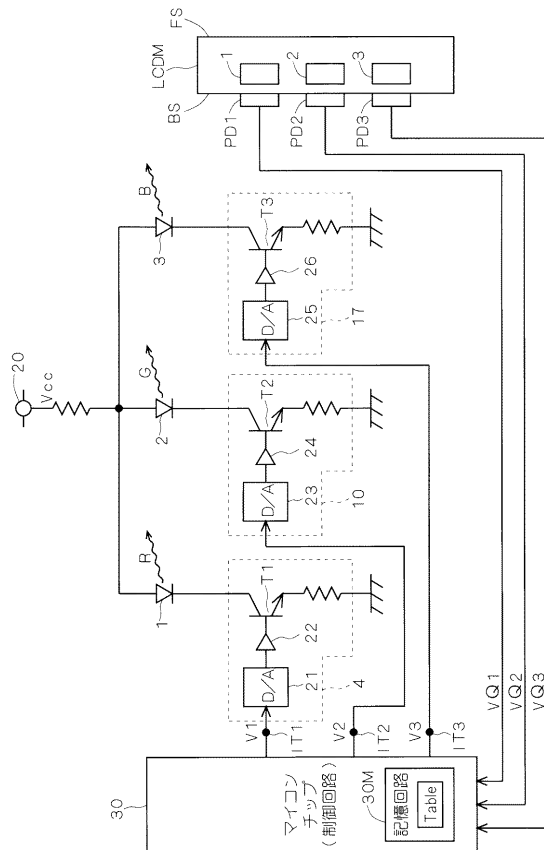 20
Vcc
R
G
B
1
2
3
T1
T2
T3
D/A
D/A
D/A
21
22
23
24
25
26
4
10
17
30
マイコン
チップ
(制御回路)
30M
記憶回路
Table
V1
IT1
V2
IT2
V3
IT3
VQ1
VQ2
VQ3
BS
LCDM
FS
PD1
PD2
PD3
1
2
3